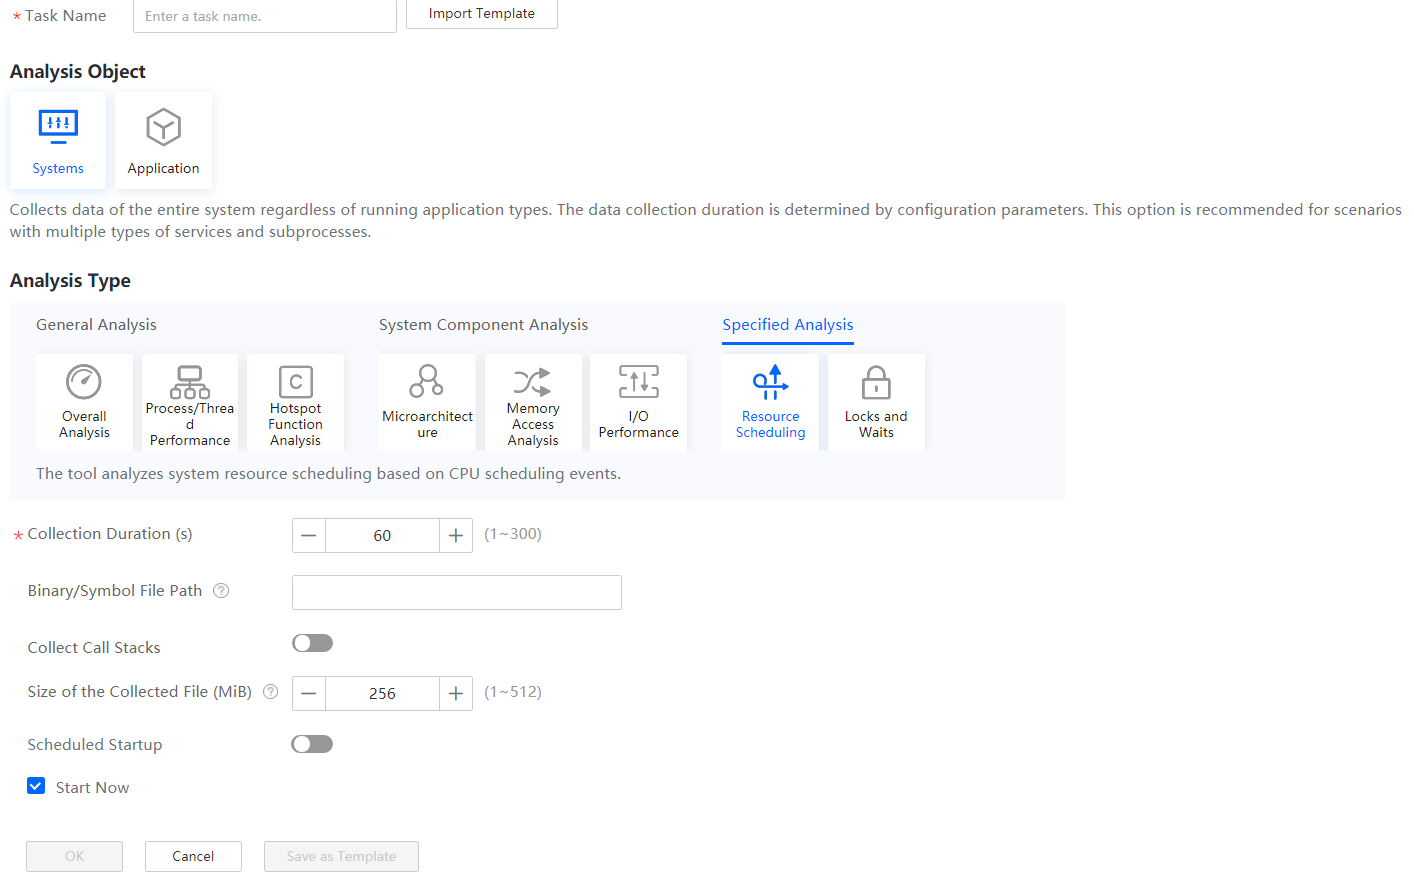 * Task Name
Enter a task name.
Import Template
Analysis Object
Systems
Application
Collects data of the entire system regardless of running application types. The data collection duration is determined by configuration parameters. This option is recommended for scenarios
with multiple types of services and subprocesses.
Analysis Type
General Analysis
System Component Analysis
Specified Analysis
Overall
Analysis
Process/Threa
d
Performance
C
Hotspot
Function
Analysis
Microarchitect
ure
Memory
Access
Analysis
I/O
Performance
Resource
Scheduling
Locks and
Waits
The tool analyzes system resource scheduling based on CPU scheduling events.
* Collection Duration (s)
— 60 +
(1~300)
Binary/Symbol File Path ?
Collect Call Stacks
Size of the Collected File (MiB) ?
— 256 +
(1~512)
Scheduled Startup
Start Now
OK
Cancel
Save as Template